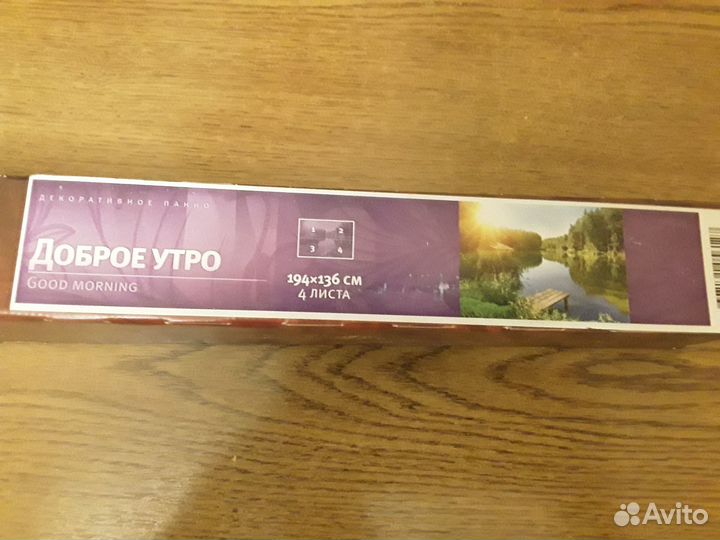 ДЕКОРАТИВНОЕ ПАННО
ДОБРОЕ УТРО
GOOD MORNING
1 2
3 4
194×136 СМ
4 ЛИСТА
Avito